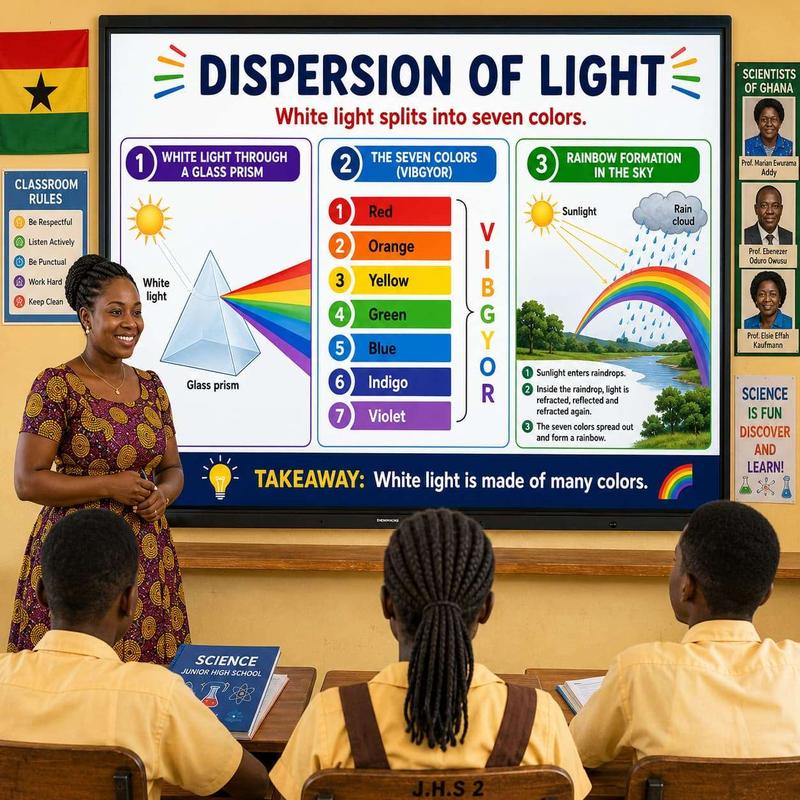 DISPERSION OF LIGHT
White light splits into seven colors.
1 WHITE LIGHT THROUGH
A GLASS PRISM
White
light
Glass prism
2 THE SEVEN COLORS
(VIBGYOR)
1 Red
2 Orange
3 Yellow
4 Green
5 Blue
6 Indigo
7 Violet
V
I
B
G
Y
O
R
3 RAINBOW FORMATION
IN THE SKY
Sunlight
Rain
cloud
1 Sunlight enters raindrops.
2 Inside the raindrop, light is
refracted, reflected and
refracted again.
3 The seven colors spread out
and form a rainbow.
TAKEAWAY: White light is made of many colors.
CLASSROOM
RULES
Be Respectful
Listen Actively
Be Punctual
Work Hard
Keep Clean
SCIENTISTS
OF GHANA
Prof. Marian Ewurama
Addy
Prof. Ebenezer
Oduro Owusu
Prof. Elsie Effah
Kaufmann
SCIENCE
IS FUN
DISCOVER
AND
LEARN!
SCIENCE
JUNIOR HIGH SCHOOL
J.H.S 2